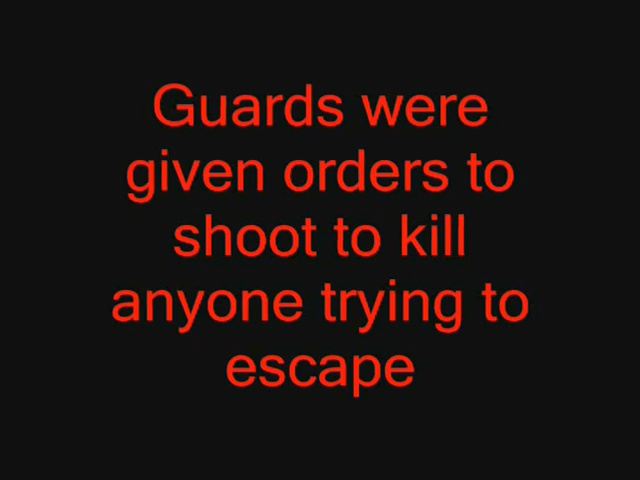 Guards were
given orders to
shoot to kill
anyone trying to
escape